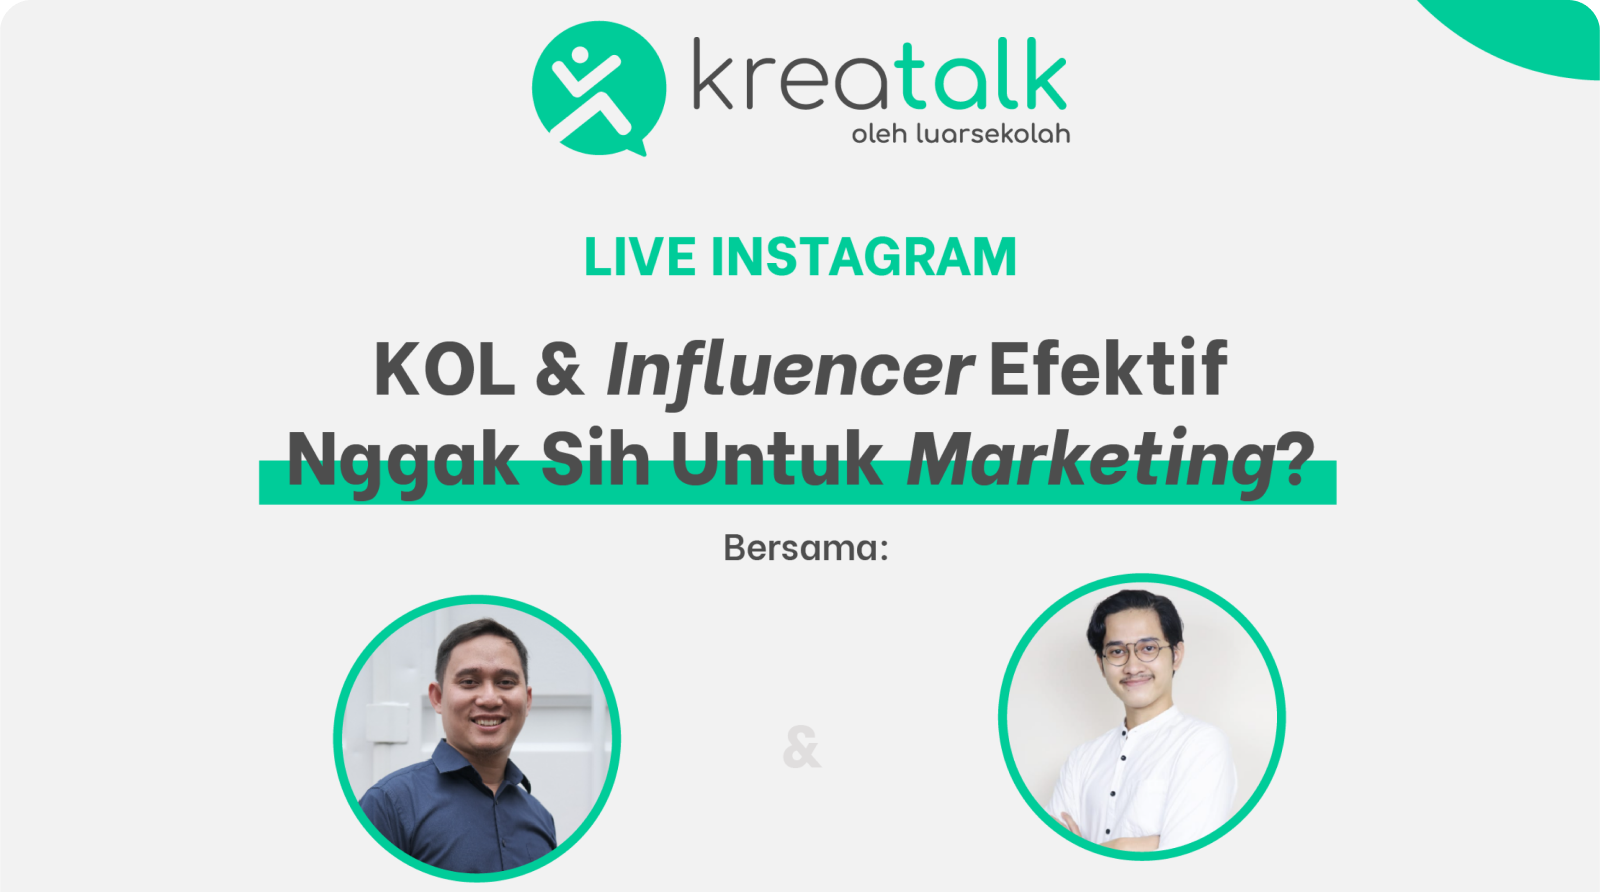 kreatalk
oleh luarsekolah
LIVE INSTAGRAM
KOL & Influencer Efektif
Nggak Sih Untuk Marketing?
Bersama:
&